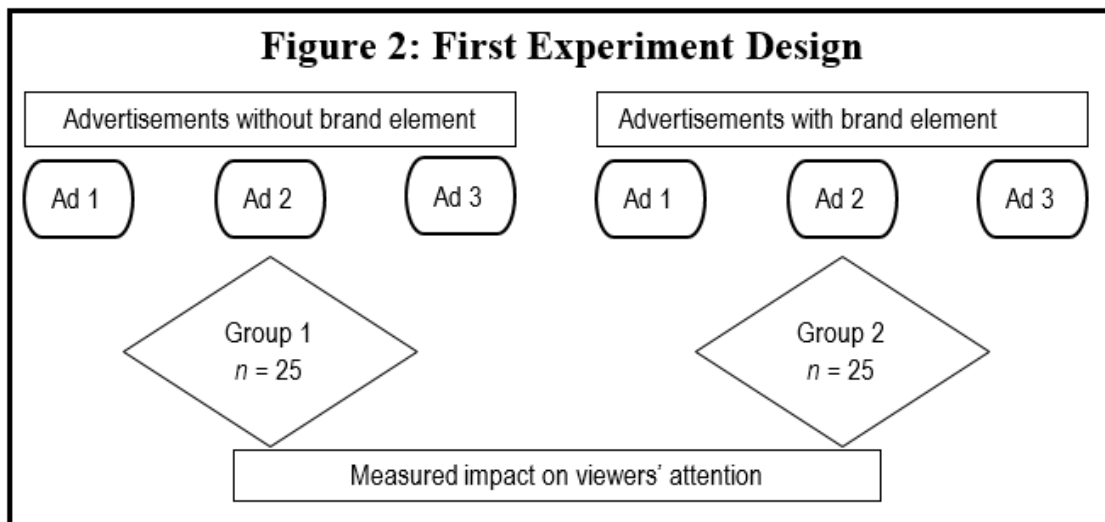 Figure 2: First Experiment Design
Advertisements without brand element
Advertisements with brand element
Ad 1
Ad 2
Ad 3
Ad 1
Ad 2
Ad 3
Group 1
n = 25
Group 2
n = 25
Measured impact on viewers’ attention